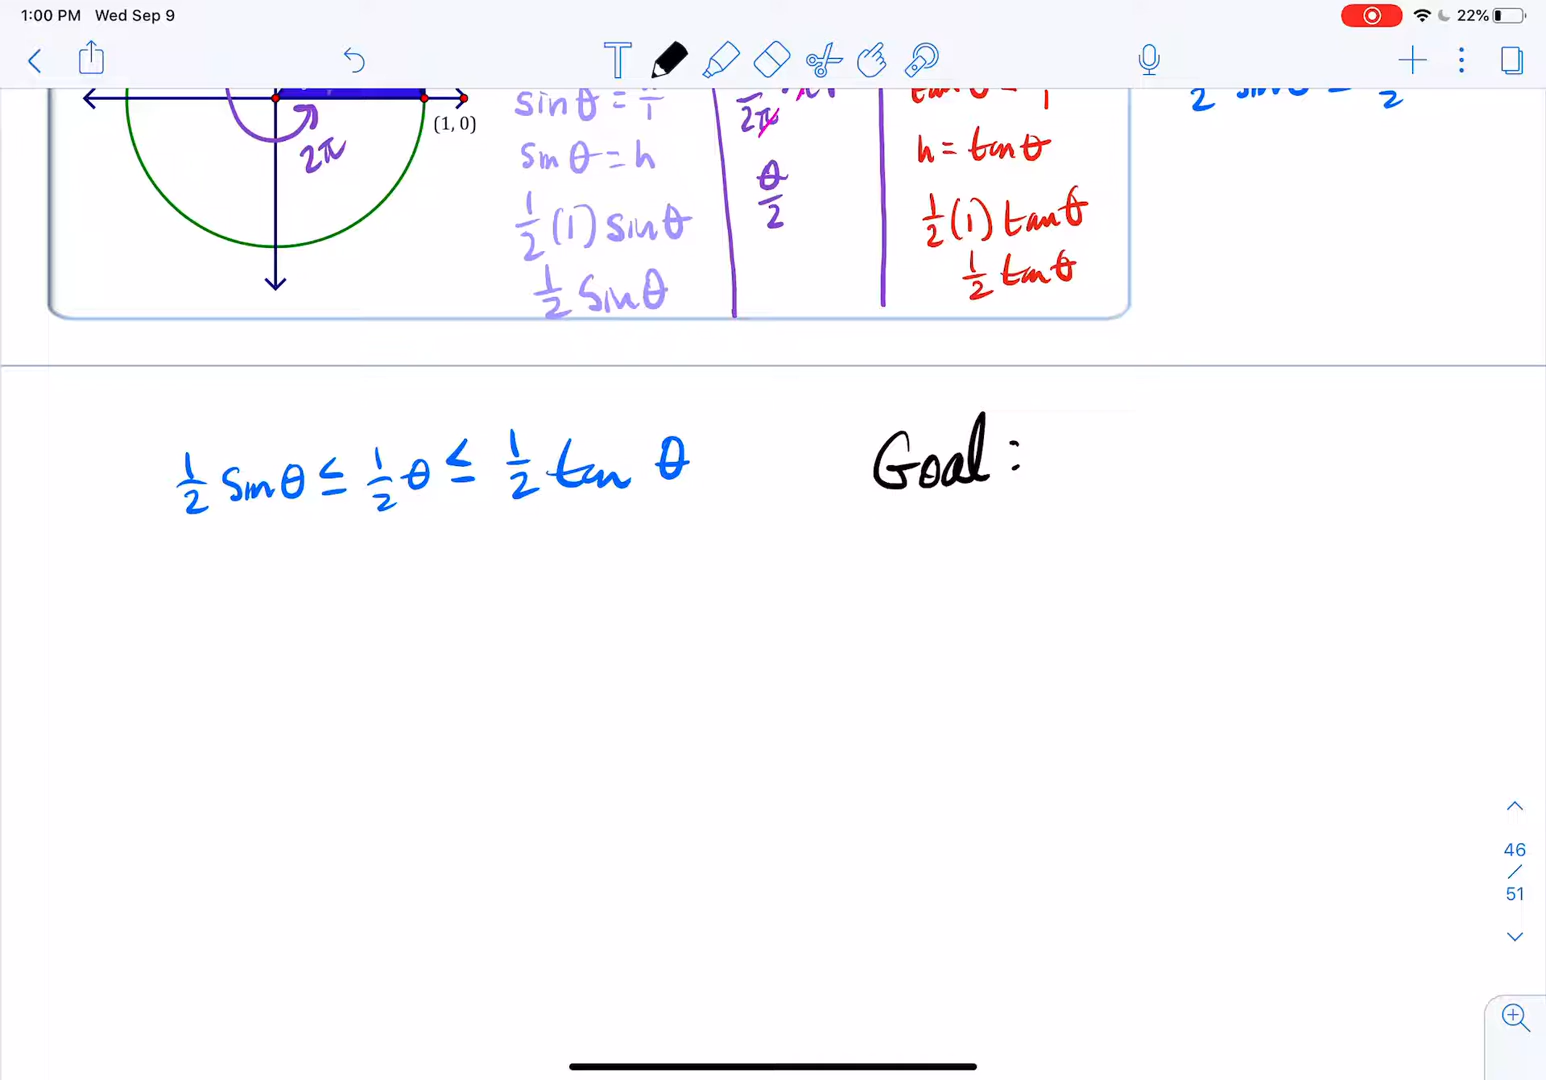 1:00 PM Wed Sep 9
22%
(1, 0)
2π
sin θ = /1
sin θ = h
1/2 (1) sin θ
1/2 sin θ
2π
θ/2
h = tan θ
1/2 (1) tan θ
1/2 tan θ
1/2 sin θ ≤ 1/2 θ ≤ 1/2 tan θ
Goal :
46
/
51